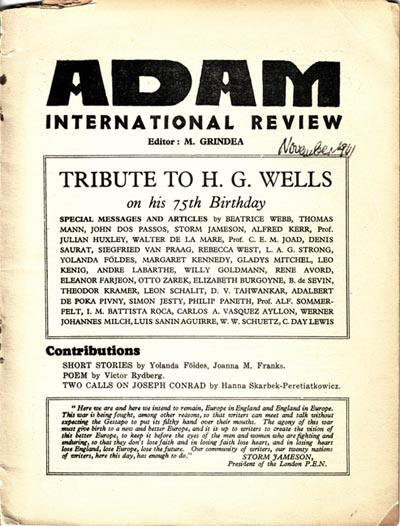 ADAM
INTERNATIONAL REVIEW
Editor : M. GRINDEA
November 1941
TRIBUTE TO H. G. WELLS
on his 75th Birthday
SPECIAL MESSAGES AND ARTICLES by BEATRICE WEBB, THOMAS
MANN, JOHN DOS PASSOS, STORM JAMESON, ALFRED KERR, Prof.
JULIAN HUXLEY, WALTER DE LA MARE, Prof. C. E. M. JOAD, DENIS
SAURAT, SIEGFRIED VAN PRAAG, REBECCA WEST, L. A. G. STRONG,
YOLANDA FÖLDES, MARGARET KENNEDY, GLADYS MITCHEL, LEO
KENIG, ANDRE LABARTHE, WILLY GOLDMANN, RENE AVORD,
ELEANOR FARJEON, OTTO ZAREK, ELIZABETH BURGOYNE, B. de SEVIN,
THEODOR KRAMER, LEON SCHALIT, D. V. TAHWANKAR, ADALBERT
DE POKA PIVNY, SIMON JESTY, PHILIP PANETH, Prof. ALF. SOMMER-
FELT, I. M. BATTISTA ROCA, CARLOS A. VASQUEZ AYLLON, WERNER
JOHANNES MILCH, LUIS SANIN AGUIRRE, W. W. SCHUETZ, C. DAY LEWIS
Contributions
SHORT STORIES by Yolanda Földes, Joanna M. Franks.
POEM by Victor Rydberg.
TWO CALLS ON JOSEPH CONRAD by Hanna Skarbek-Peretiatkowicz.
" Here we are and here we intend to remain, Europe in England and England in Europe.
This war is being fought, among other reasons, so that writers can meet and talk without
expecting the Gestapo to put its filthy hand over their mouths. The agony of this war
must give birth to a new and better Europe, and it is up to writers to create the vision of
this better Europe, to keep it before the eyes of the men and women who are fighting and
enduring, so that they don't lose faith and in losing faith lose heart, and in losing heart
lose England, lose Europe, lose the future. Our community of writers, our twenty nations
of writers, here this day, has enough to do."
STORM JAMESON,
President of the London P.E.N.